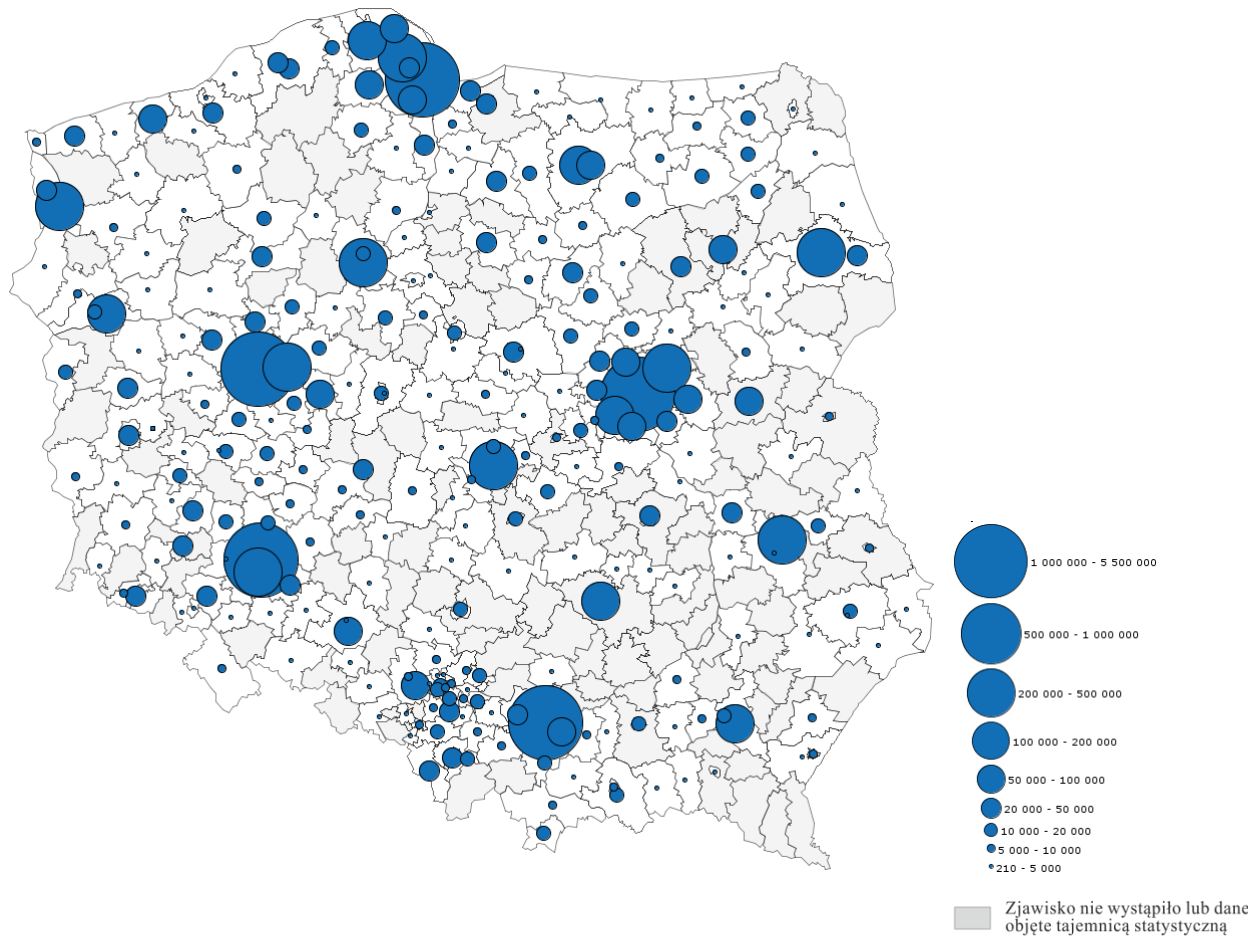 1 000 000 - 5 500 000
500 000 - 1 000 000
200 000 - 500 000
100 000 - 200 000
50 000 - 100 000
20 000 - 50 000
10 000 - 20 000
5 000 - 10 000
210 - 5 000
Zjawisko nie wystąpiło lub dane
objęte tajemnicą statystyczną